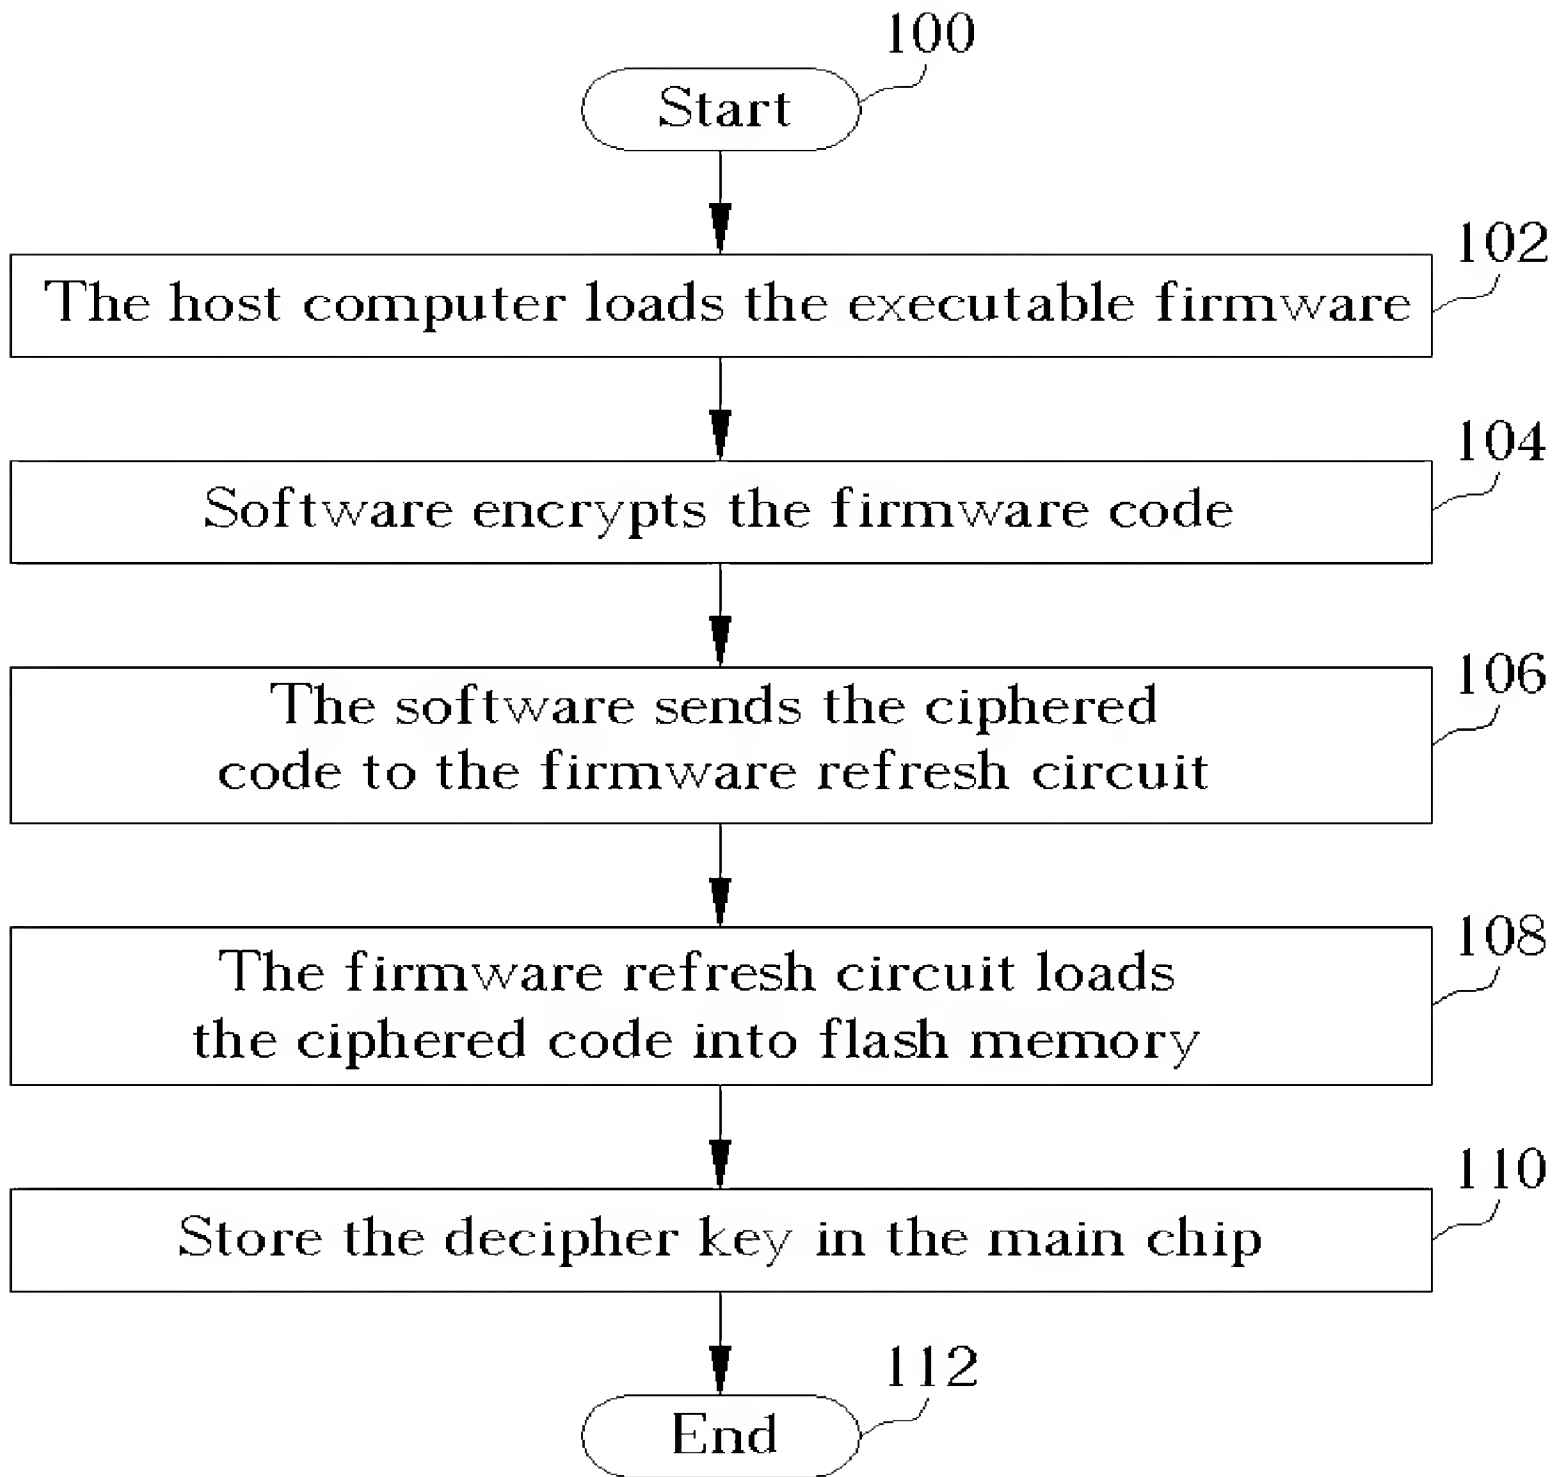 100
Start
102
The host computer loads the executable firmware
104
Software encrypts the firmware code
106
The software sends the ciphered
code to the firmware refresh circuit
108
The firmware refresh circuit loads
the ciphered code into flash memory
110
Store the decipher key in the main chip
112
End